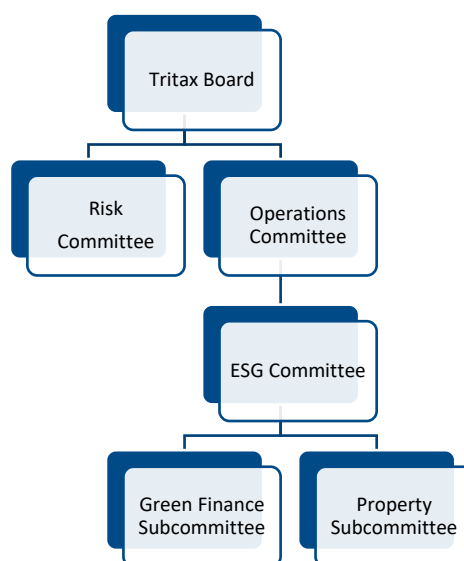 Tritax Board
Risk
Committee
Operations
Committee
ESG Committee
Green Finance
Subcommittee
Property
Subcommittee